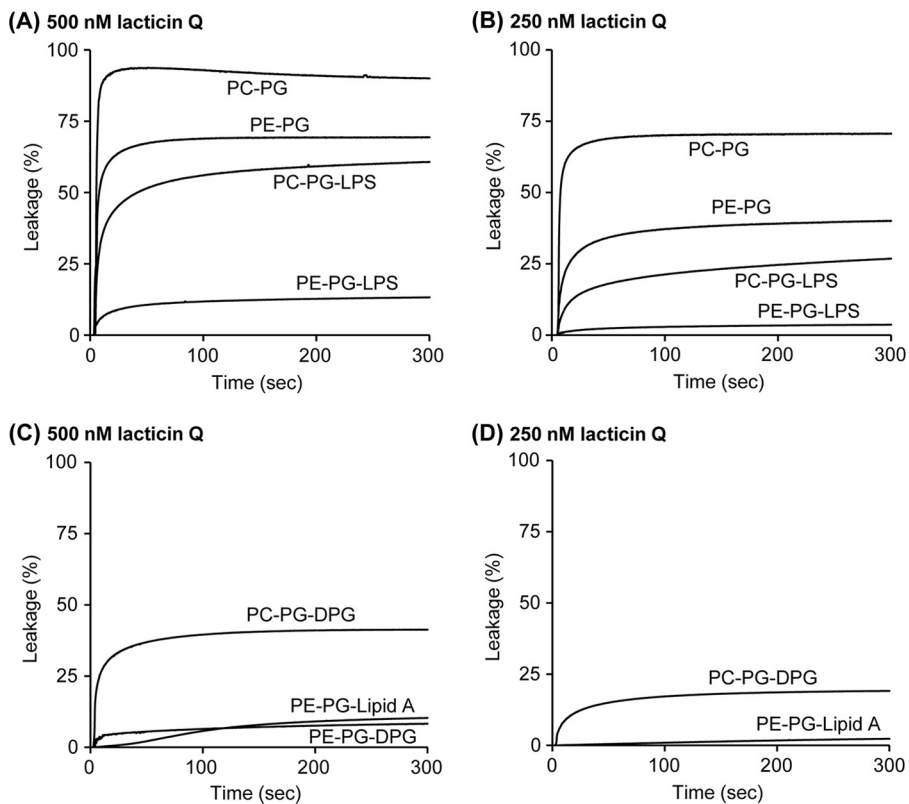 (A) 500 nM lacticin Q
100
75
50
25
0
Leakage (%)
PC-PG
PE-PG
PC-PG-LPS
PE-PG-LPS
0 100 200 300
Time (sec)
(B) 250 nM lacticin Q
100
75
50
25
0
Leakage (%)
PC-PG
PE-PG
PC-PG-LPS
PE-PG-LPS
0 100 200 300
Time (sec)
(C) 500 nM lacticin Q
100
75
50
25
0
Leakage (%)
PC-PG-DPG
PE-PG-Lipid A
PE-PG-DPG
0 100 200 300
Time (sec)
(D) 250 nM lacticin Q
100
75
50
25
0
Leakage (%)
PC-PG-DPG
PE-PG-Lipid A
0 100 200 300
Time (sec)